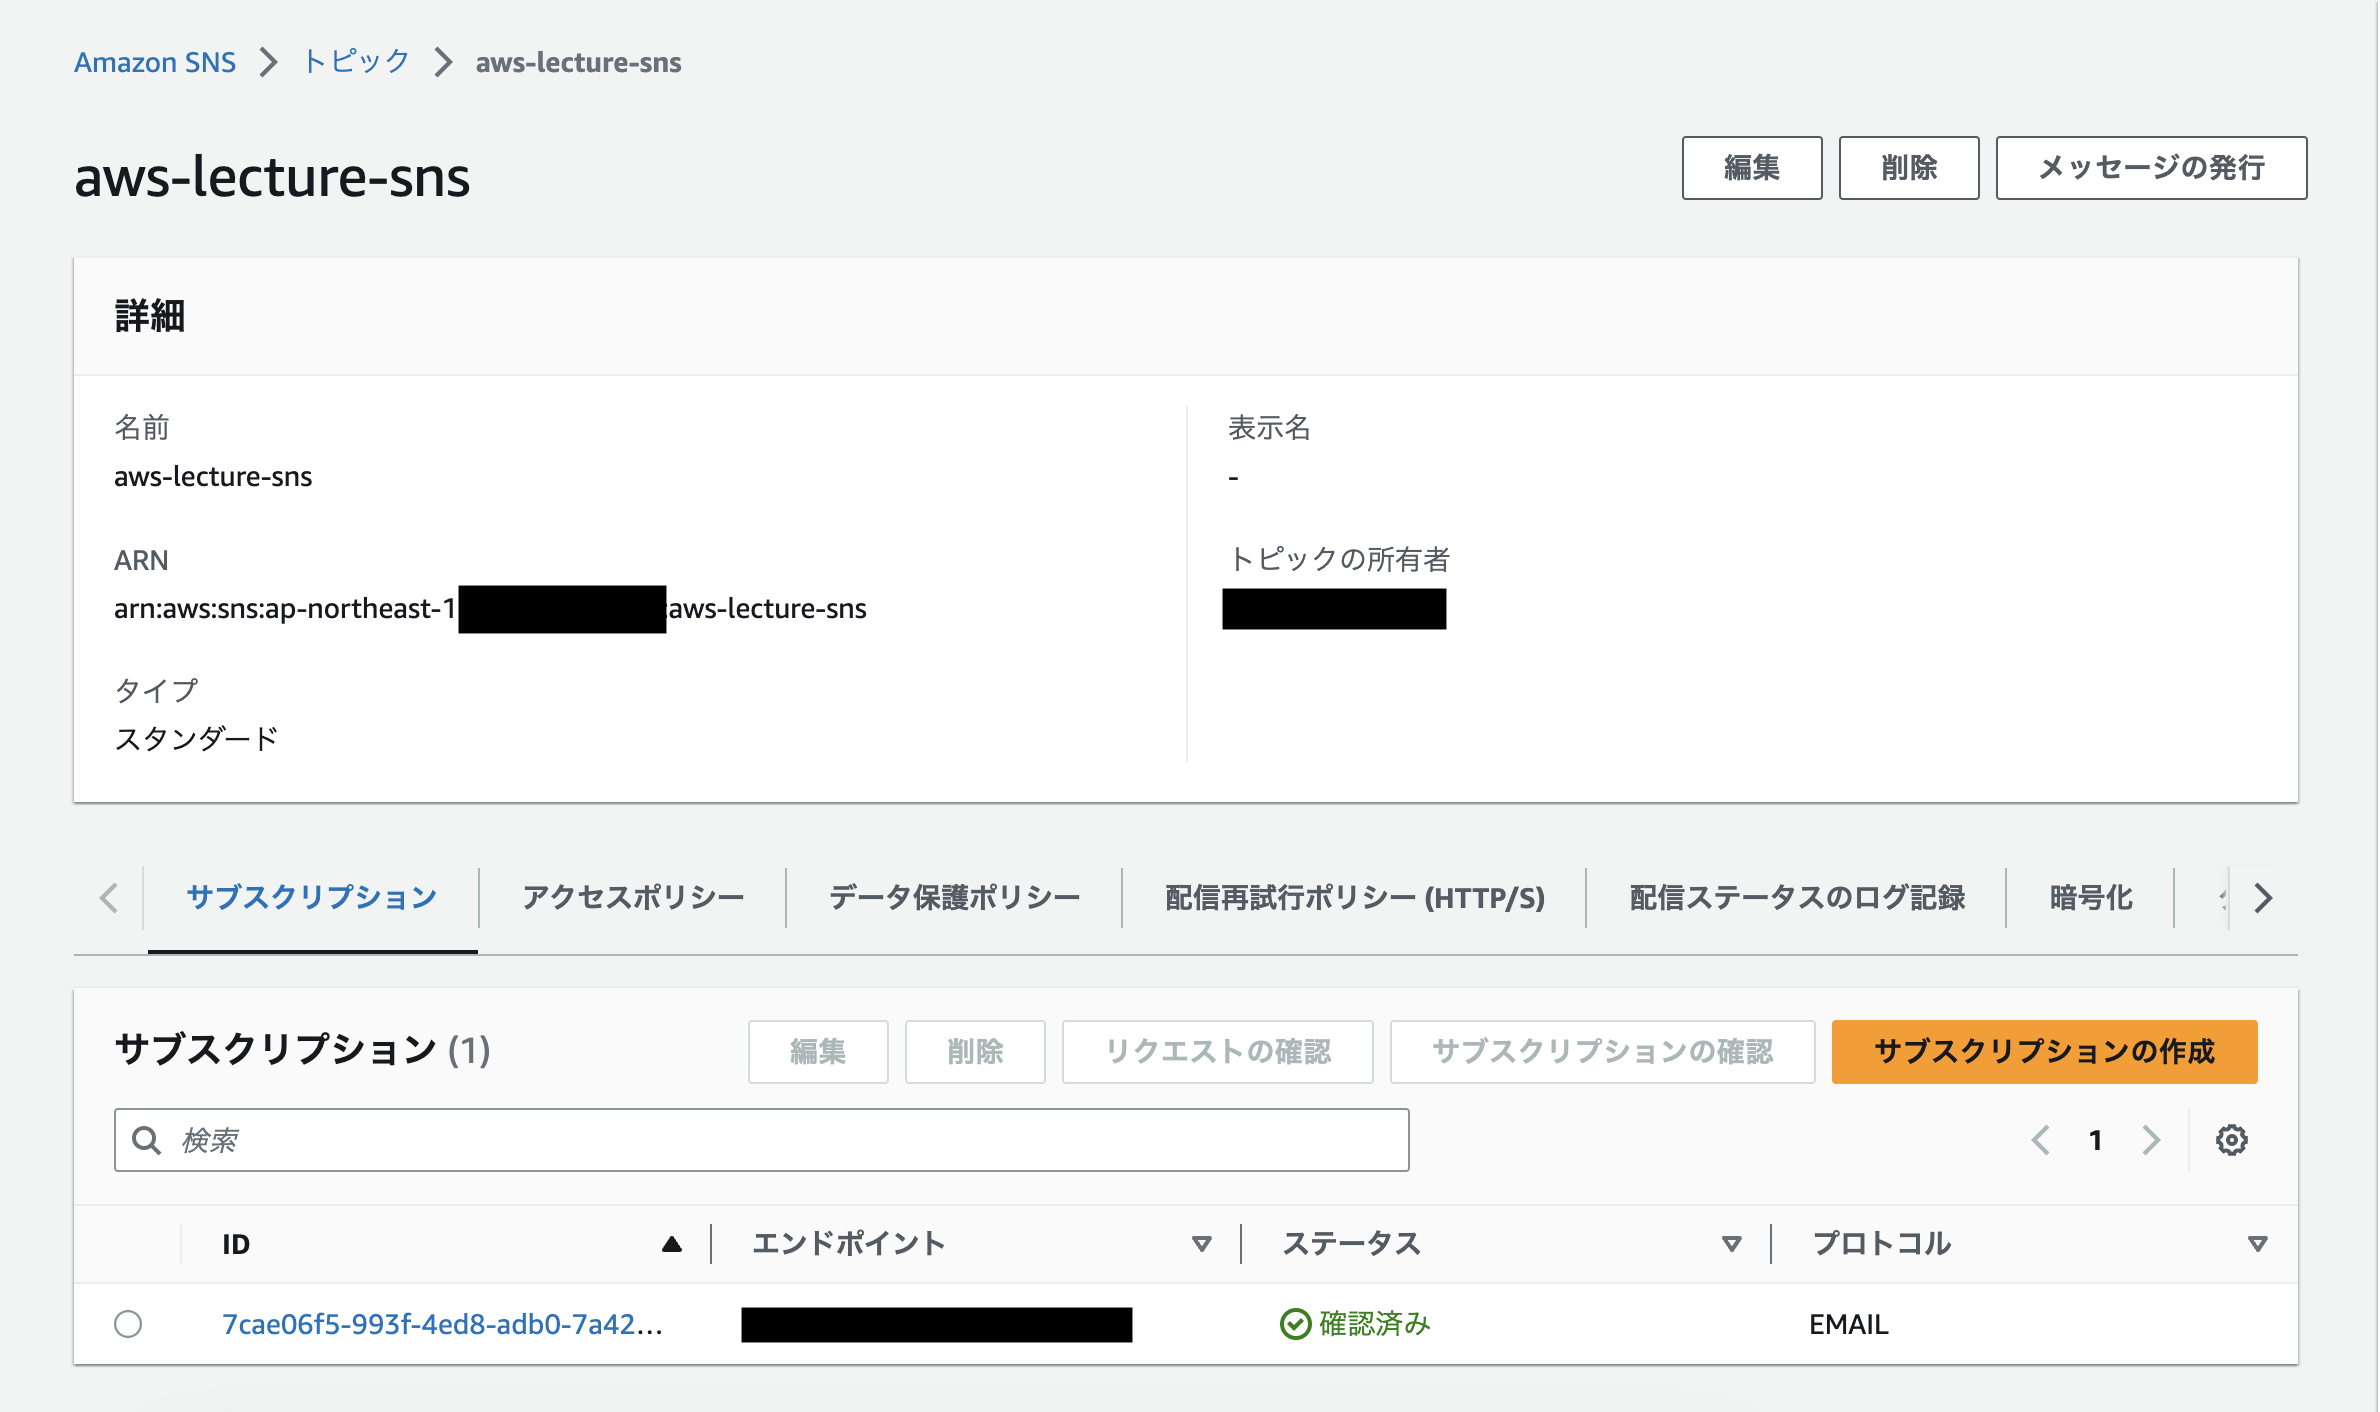 Amazon SNS > トピック > aws-lecture-sns
aws-lecture-sns
編集 削除 メッセージの発行
詳細
名前
aws-lecture-sns
ARN
arn:aws:sns:ap-northeast-1 :aws-lecture-sns
タイプ
スタンダード
表示名
-
トピックの所有者
サブスクリプション アクセスポリシー データ保護ポリシー 配信再試行ポリシー (HTTP/S) 配信ステータスのログ記録 暗号化
サブスクリプション (1)
編集 削除 リクエストの確認 サブスクリプションの確認 サブスクリプションの作成
検索
1
ID エンドポイント ステータス プロトコル
7cae06f5-993f-4ed8-adb0-7a42... 確認済み EMAIL